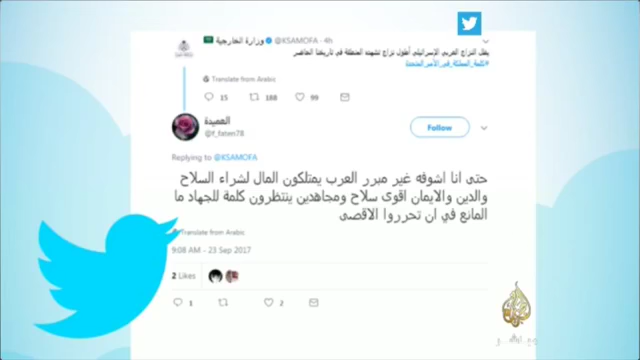 وزارة الخارجية @KSAMOFA · 4h
يظل النزاع العربي الإسرائيلي أطول نزاع تشهده المنطقة في تاريخنا الحاضر
#كلمة_المملكة_في_الأمم_المتحدة
Translate from Arabic
15 188 99
العميدة
@f_faten78
Follow
Replying to @KSAMOFA
حتى انا اشوفه غير مبرر العرب يمتلكون المال لشراء السلاح
والدين والايمان اقوى سلاح ومجاهدين ينتظرون كلمة للجهاد ما
المانع في ان تحرروا الاقصى
Translate from Arabic
9:08 AM - 23 Sep 2017
2 Likes
1 2